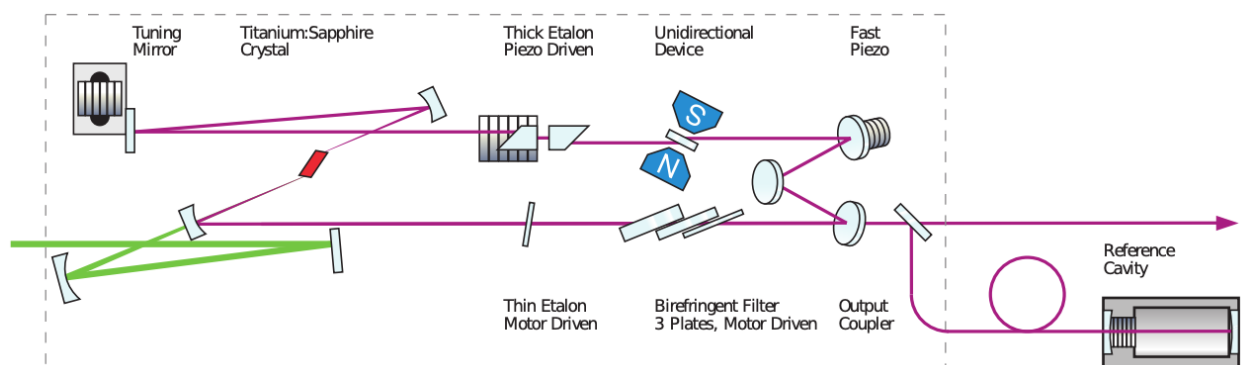 Tuning
Mirror
Titanium:Sapphire
Crystal
Thick Etalon
Piezo Driven
Unidirectional
Device
Fast
Piezo
S
N
Reference
Cavity
Thin Etalon
Motor Driven
Birefringent Filter
3 Plates, Motor Driven
Output
Coupler